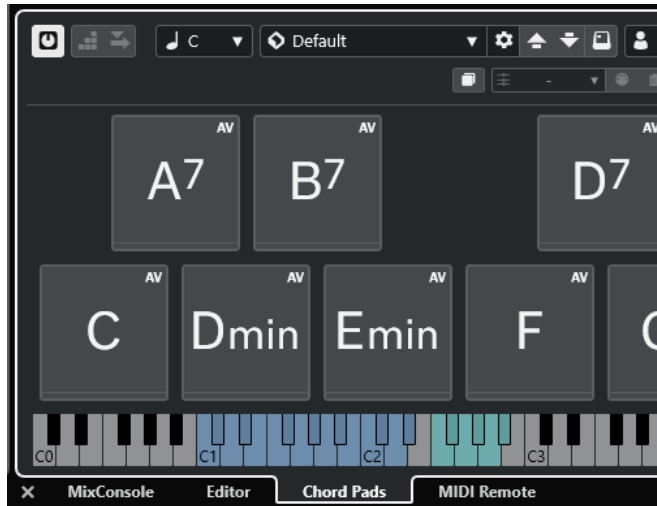 C Default
-
AV AV AV
A7 B7 D7
AV AV AV AV
C Dmin Emin F
C0 C1 C2 C3
MixConsole Editor Chord Pads MIDI Remote